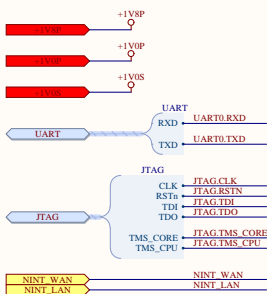 +1V8P
+1V8P
+1V0P
+1V0P
+1V0S
+1V0S
UART
UART
RXD UART0.RXD
TXD UART0.TXD
JTAG
JTAG
CLK JTAG.CLK
RSTn JTAG.RSTN
TDI JTAG.TDI
TDO JTAG.TDO
TMS_CORE JTAG.TMS_CORE
TMS_CPU JTAG.TMS_CPU
NINT_WAN NINT_WAN
NINT_LAN NINT_LAN